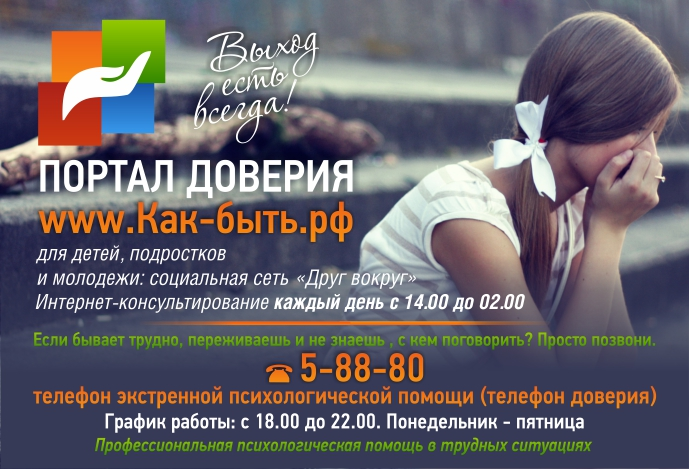 Выход
есть
всегда!
ПОРТАЛ ДОВЕРИЯ
www.Как-быть.рф
для детей, подростков
и молодежи: социальная сеть «Друг вокруг»
Интернет-консультирование каждый день с 14.00 до 02.00
Если бывает трудно, переживаешь и не знаешь , с кем поговорить? Просто позвони.
☎ 5-88-80
телефон экстренной психологической помощи (телефон доверия)
График работы: с 18.00 до 22.00. Понедельник - пятница
Профессиональная психологическая помощь в трудных ситуациях